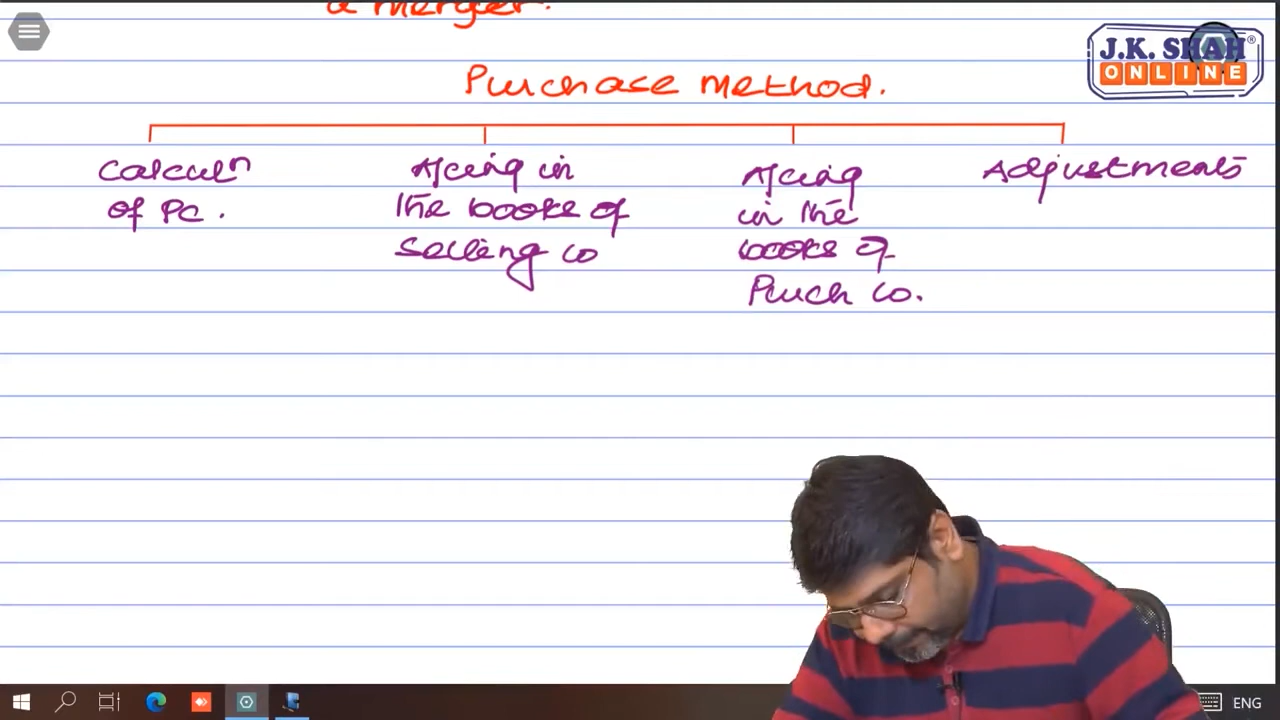 a merger.
J.K. SHAH®
ONLINE
Purchase method.
Calculn
of PC.
A/cing in
the books of
selling co
A/cing
in the
books of
Purch co.
Adjustments
ENG